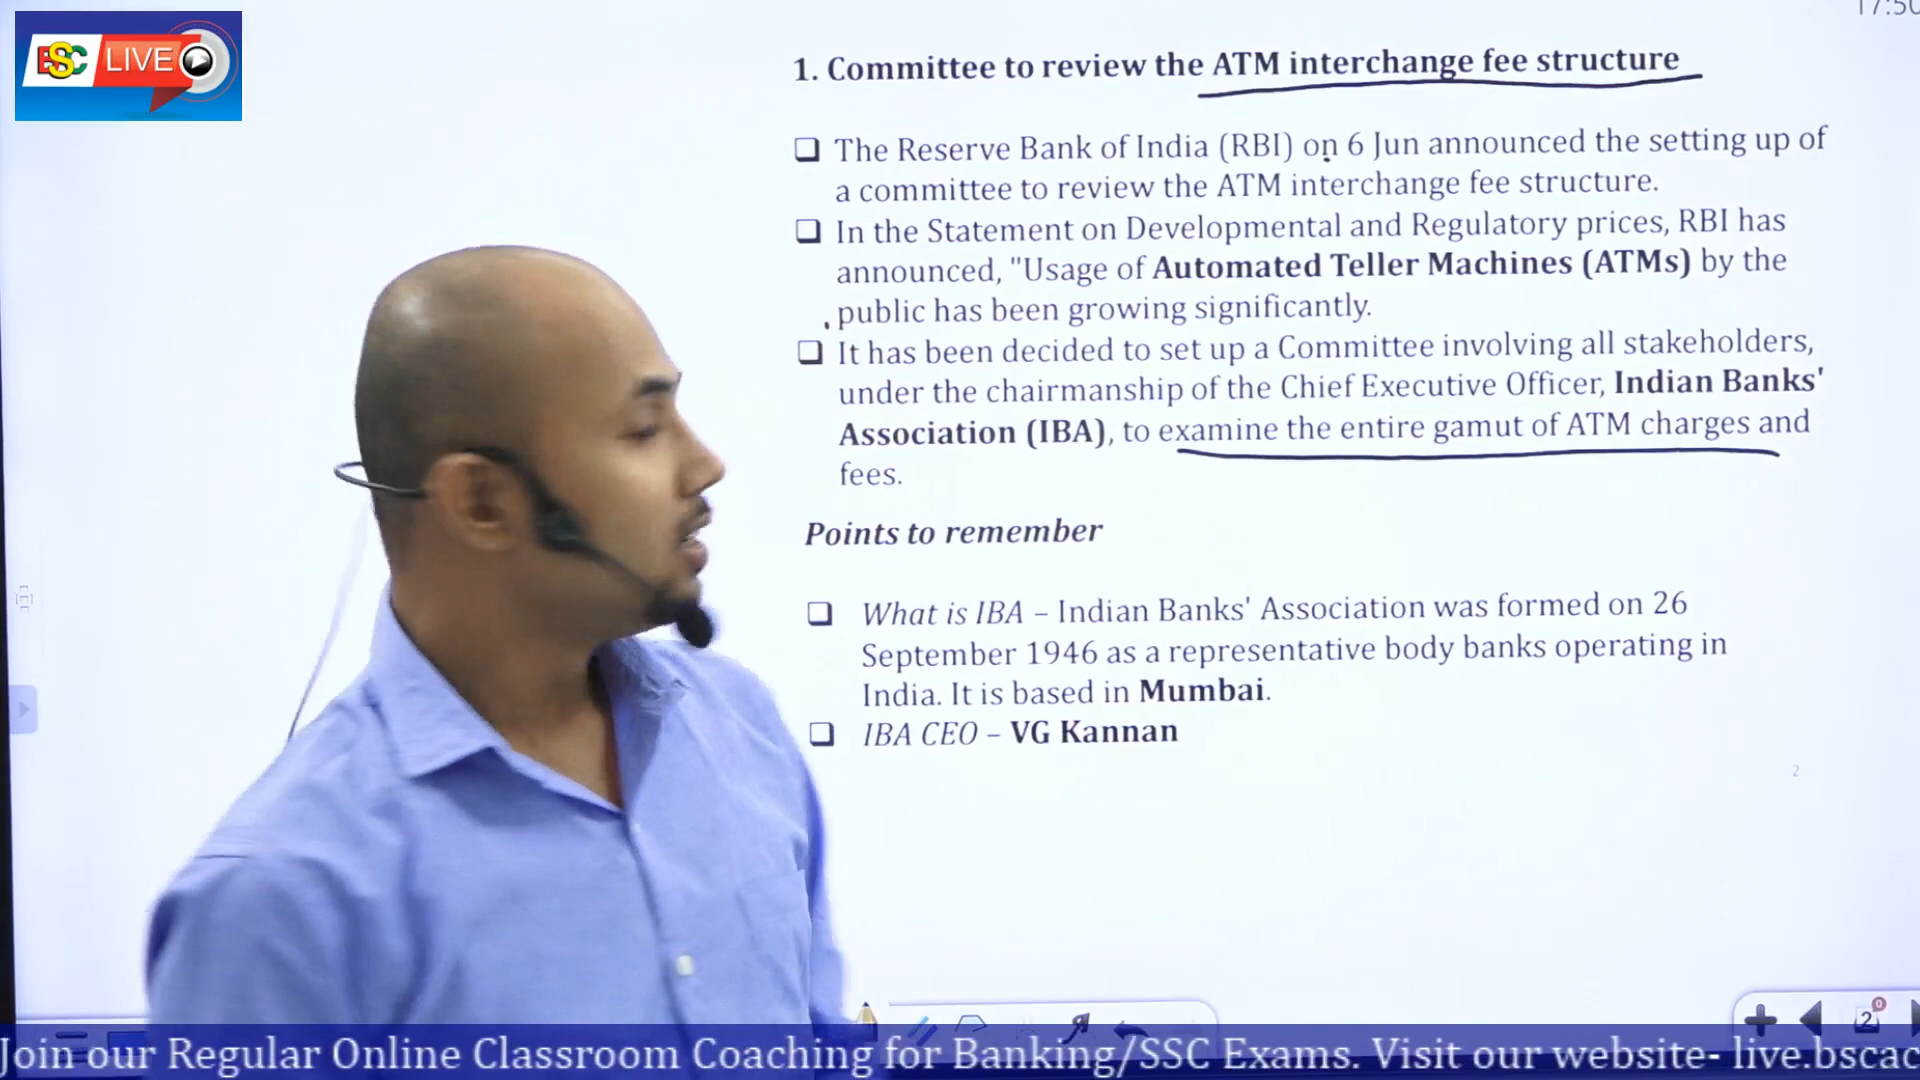 17:50
BSC LIVE
1. Committee to review the ATM interchange fee structure
❑ The Reserve Bank of India (RBI) on 6 Jun announced the setting up of
a committee to review the ATM interchange fee structure.
❑ In the Statement on Developmental and Regulatory prices, RBI has
announced, "Usage of Automated Teller Machines (ATMs) by the
public has been growing significantly.
❑ It has been decided to set up a Committee involving all stakeholders,
under the chairmanship of the Chief Executive Officer, Indian Banks'
Association (IBA), to examine the entire gamut of ATM charges and
fees.
Points to remember
❑ What is IBA – Indian Banks' Association was formed on 26
September 1946 as a representative body banks operating in
India. It is based in Mumbai.
❑ IBA CEO – VG Kannan
2
2
0
Join our Regular Online Classroom Coaching for Banking/SSC Exams. Visit our website- live.bscac